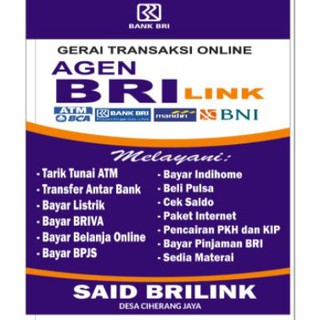 BANK BRI
GERAI TRANSAKSI ONLINE
AGEN
BRI LINK
ATM
BCA
BANK BRI
mandiri
BNI
Melayani:
• Tarik Tunai ATM
• Transfer Antar Bank
• Bayar Listrik
• Bayar BRIVA
• Bayar Belanja Online
• Bayar BPJS
• Bayar Indihome
• Beli Pulsa
• Cek Saldo
• Paket Internet
• Pencairan PKH dan KIP
• Bayar Pinjaman BRI
• Sedia Materai
SAID BRILINK
DESA CIHERANG JAYA